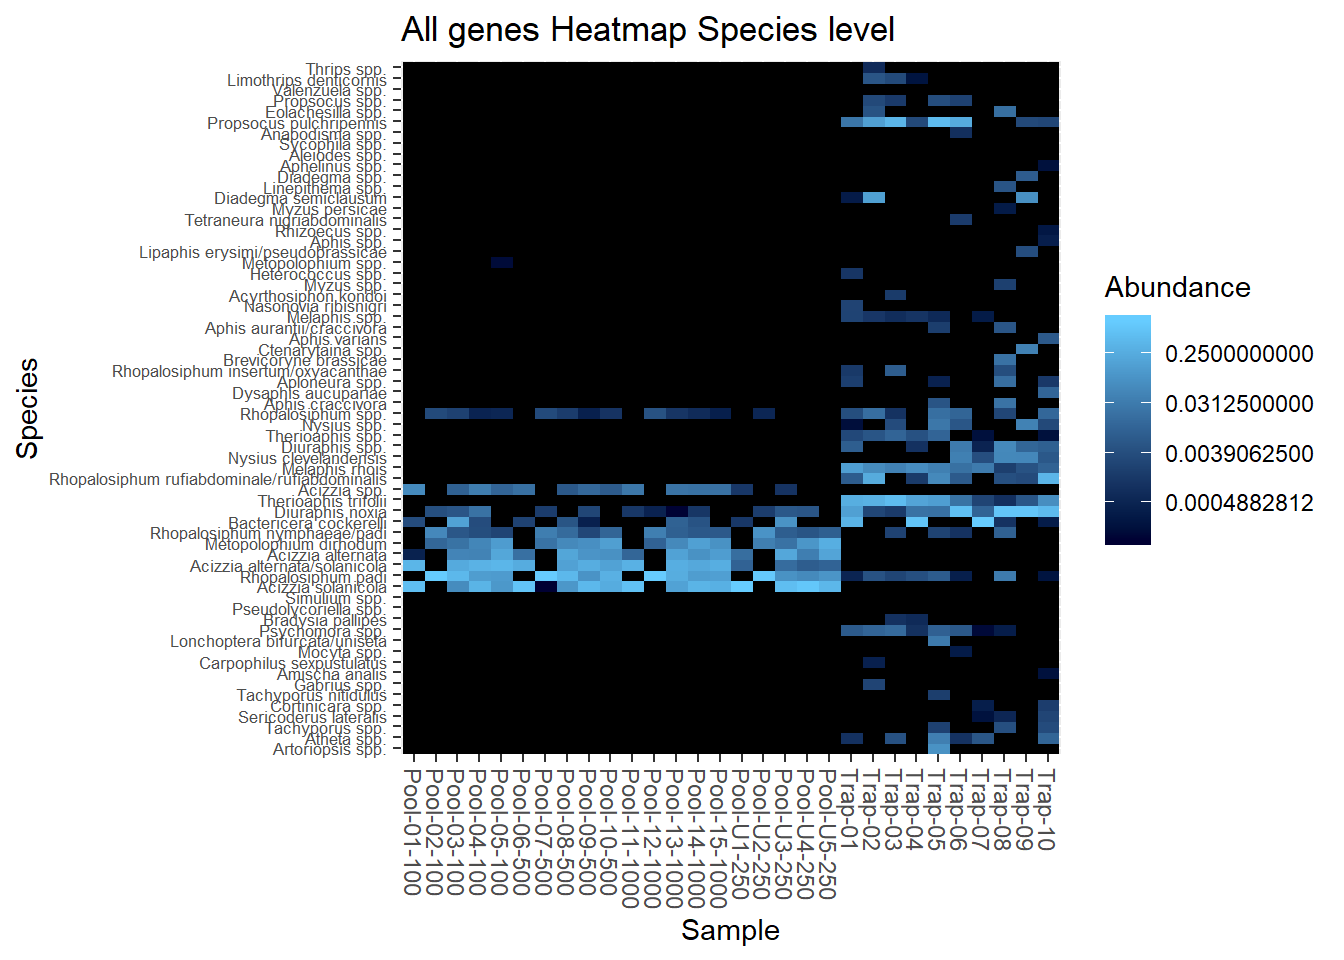 All genes Heatmap Species level
Thrips spp.
Limothrips denticornis
Valenzuela spp.
Propsocus spp.
Eolachesilla spp.
Propsocus pulchripennis
Anabodisma spp.
Sycophila spp.
Aleiodes spp.
Aphelinus spp.
Diadegma spp.
Linepithema spp.
Diadegma semiclausum
Myzus persicae
Tetraneura nigriabdominalis
Rhizoecus spp.
Aphis spp.
Lipaphis erysimi/pseudoprassicae
Metopolophium spp.
Heterococcus spp.
Myzus spp.
Acyrthosiphon kondoi
Nasonovia ribisnigri
Melaphis spp.
Aphis aurantii/craccivora
Aphis varians
Ctenarytaina spp.
Brevicoryne brassicae
Rhopalosiphum insertum/oxyacanthae
Aploneura spp.
Dysaphis aucupariae
Aphis craccivora
Rhopalosiphum spp.
Nysius spp.
Therioaphis spp.
Diuraphis spp.
Nysius clevelandensis
Melaphis rhois
Rhopalosiphum rufiabdominale/rufiabdominalis
Acizzia spp.
Therioaphis trifolii
Diuraphis noxia
Bactericera cockerelli
Rhopalosiphum nymphaeae/padi
Metopolophium dirhodum
Acizzia alternata
Acizzia alternata/solanicola
Rhopalosiphum padi
Acizzia solanicola
Simulium spp.
Pseudolycoriella spp.
Bradysia pallipes
Psychomora spp.
Lonchoptera bifurcata/uniseta
Mocyta spp.
Carpophilus sexpustulatus
Amischa analis
Gabrius spp.
Tachyporus nitidulus
Cortinicara spp.
Sericoderus lateralis
Tachyporus spp.
Atheta spp.
Artoriopsis spp.
Species
Pool-01-100
Pool-02-100
Pool-03-100
Pool-04-100
Pool-05-100
Pool-06-500
Pool-07-500
Pool-08-500
Pool-09-500
Pool-10-500
Pool-11-1000
Pool-12-1000
Pool-13-1000
Pool-14-1000
Pool-15-1000
Pool-U1-250
Pool-U2-250
Pool-U3-250
Pool-U4-250
Pool-U5-250
Trap-01
Trap-02
Trap-03
Trap-04
Trap-05
Trap-06
Trap-07
Trap-08
Trap-09
Trap-10
Sample
Abundance
0.2500000000
0.0312500000
0.0039062500
0.0004882812